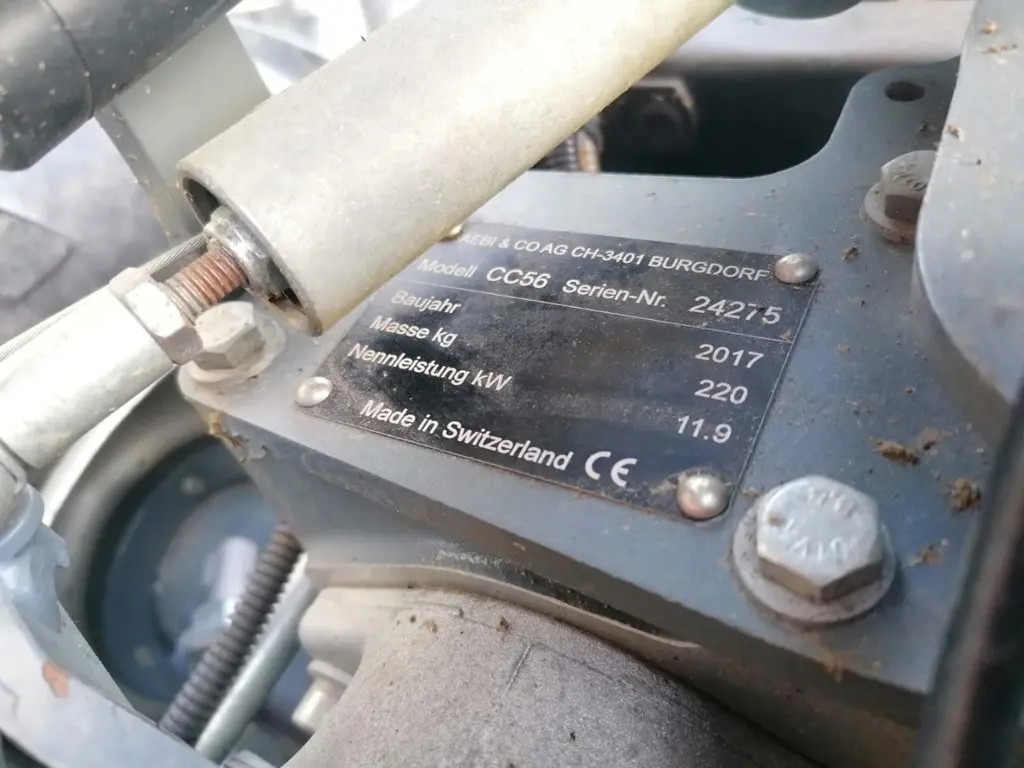 AEBI & CO AG CH-3401 BURGDORF
Modell CC56 Serien-Nr. 24275
Baujahr 2017
Masse kg 220
Nennleistung kW 11.9
Made in Switzerland CE